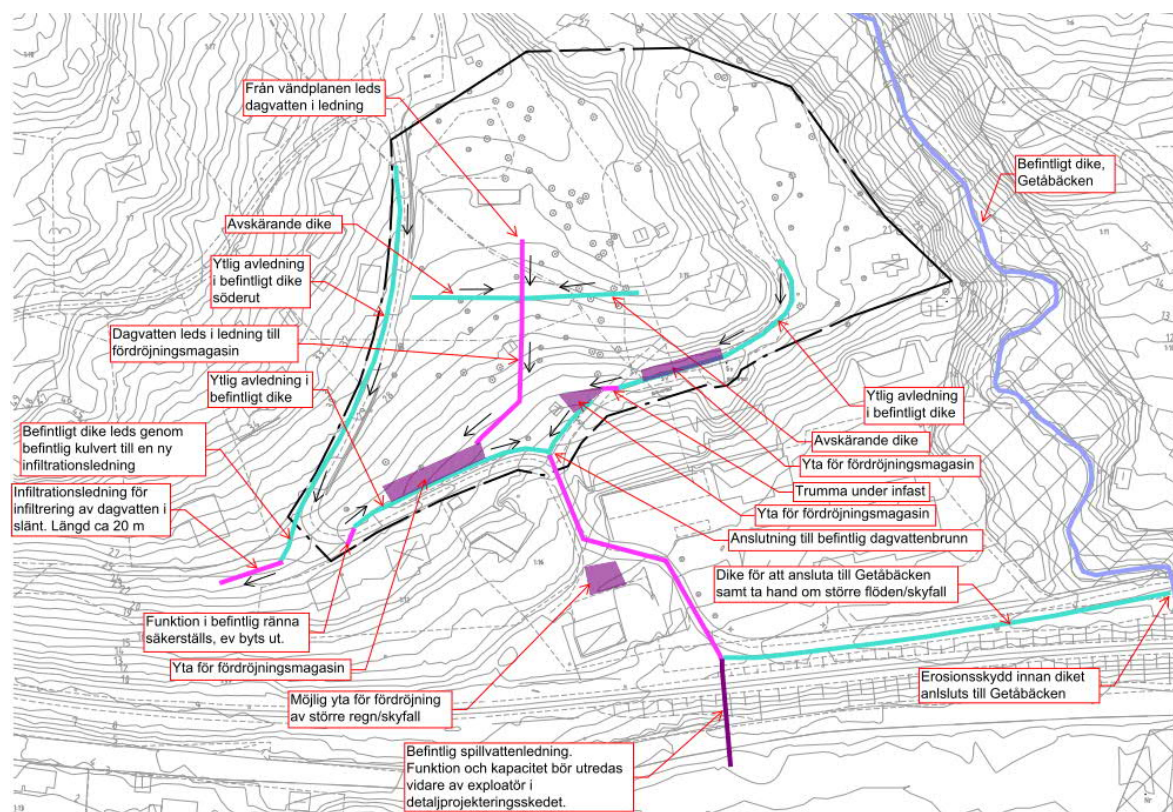 Från vändplanen leds
dagvatten i ledning
Befintligt dike,
Getåbäcken
Avskärande dike
Ytlig avledning
i befintligt dike
söderut
Dagvatten leds i ledning till
fördröjningsmagasin
Ytlig avledning i
befintligt dike
Befintligt dike leds genom
befintlig kulvert till en ny
infiltrationsledning
Infiltrationsledning för
infiltrering av dagvatten i
slänt. Längd ca 20 m
Ytlig avledning
i befintligt dike
Avskärande dike
Yta för fördröjningsmagasin
Trumma under infast
Yta för fördröjningsmagasin
Anslutning till befintlig dagvattenbrunn
Dike för att ansluta till Getåbäcken
samt ta hand om större flöden/skyfall
Funktion i befintlig ränna
säkerställs, ev byts ut.
Yta för fördröjningsmagasin
Möjlig yta för fördröjning
av större regn/skyfall
Erosionsskydd innan diket
anlsluts till Getåbäcken
Befintlig spillvattenledning.
Funktion och kapacitet bör utredas
vidare av exploatör i
detaljprojekteringsskedet.